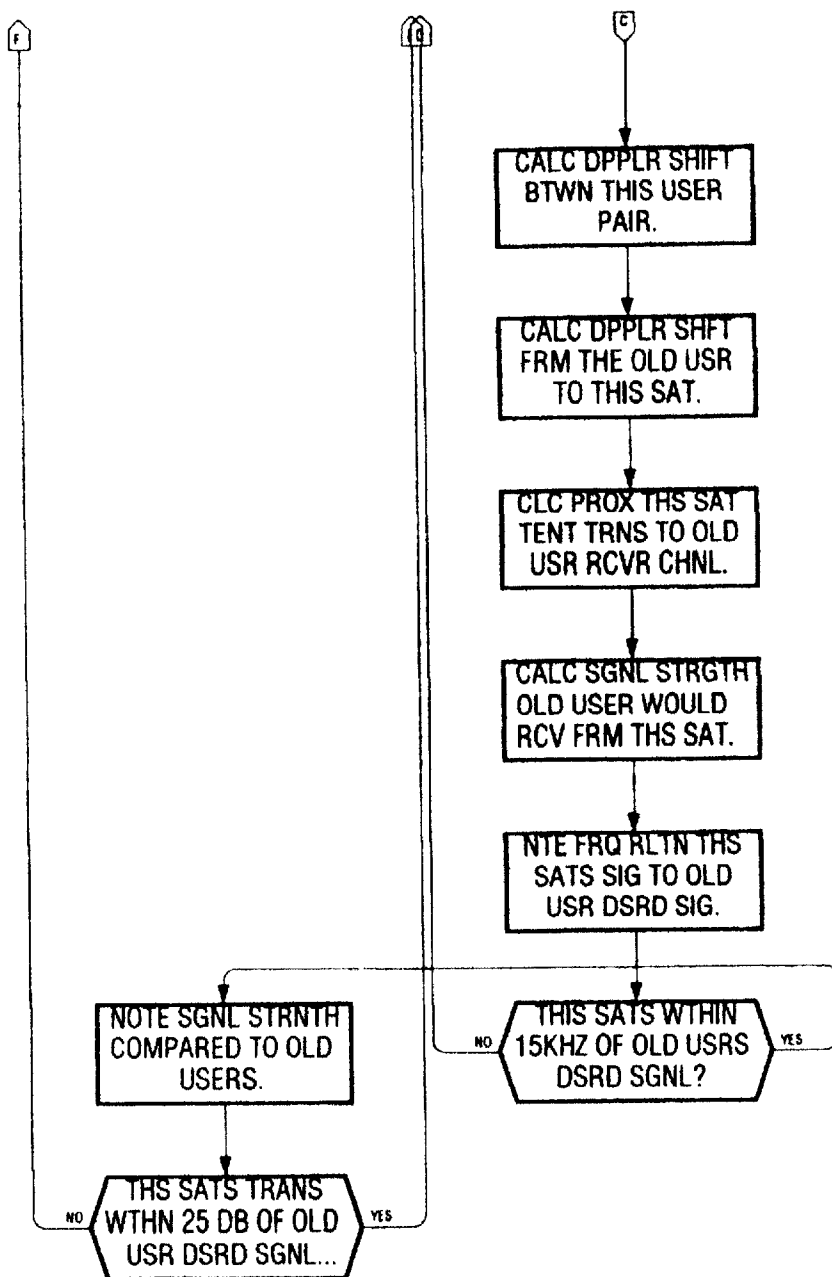 F
C
CALC DPPLR SHIFT
BTWN THIS USER
PAIR.
CALC DPPLR SHFT
FRM THE OLD USR
TO THIS SAT.
CLC PROX THS SAT
TENT TRNS TO OLD
USR RCVR CHNL.
CALC SGNL STRGTH
OLD USER WOULD
RCV FRM THS SAT.
NTE FRQ RLTN THS
SATS SIG TO OLD
USR DSRD SIG.
THIS SATS WTHIN
15KHZ OF OLD USRS
DSRD SGNL?
NO
YES
NOTE SGNL STRNTH
COMPARED TO OLD
USERS.
THS SATS TRANS
WTHN 25 DB OF OLD
USR DSRD SGNL...
NO
YES